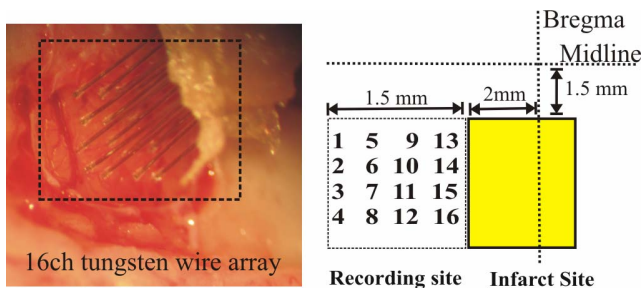 16ch tungsten wire array
Bregma
Midline
1.5 mm
2mm
1.5 mm
1 5 9 13
2 6 10 14
3 7 11 15
4 8 12 16
Recording site
Infarct Site